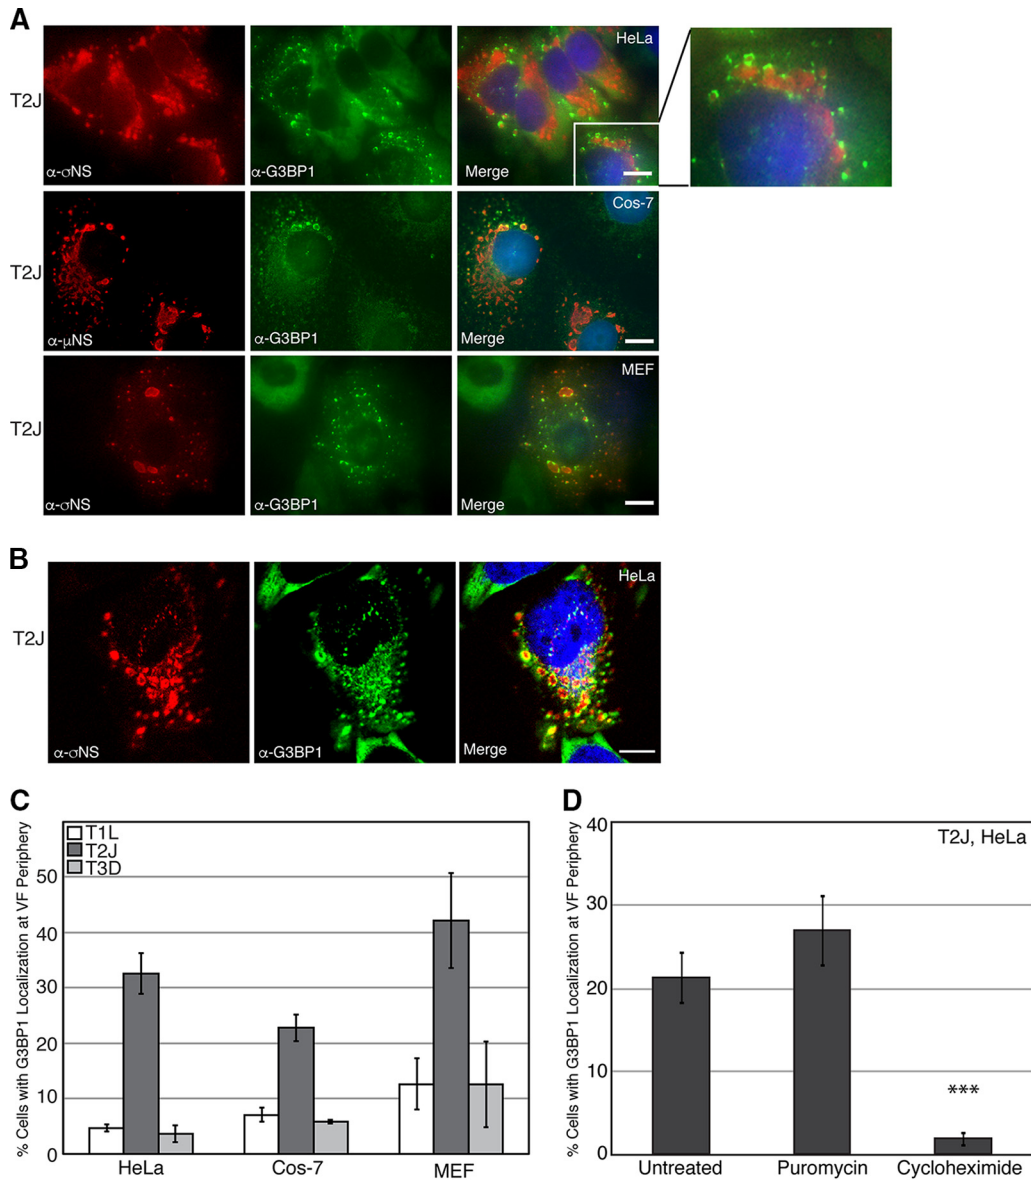 A
T2J
α-σNS
α-G3BP1
HeLa
Merge
T2J
α-μNS
α-G3BP1
Cos-7
Merge
T2J
α-σNS
α-G3BP1
MEF
Merge
B
T2J
α-σNS
α-G3BP1
HeLa
Merge
C
% Cells with G3BP1 Localization at VF Periphery
T1L
T2J
T3D
50
40
30
20
10
0
HeLa Cos-7 MEF
D
% Cells with G3BP1 Localization at VF Periphery
T2J, HeLa
40
30
20
10
0
***
Untreated Puromycin Cycloheximide